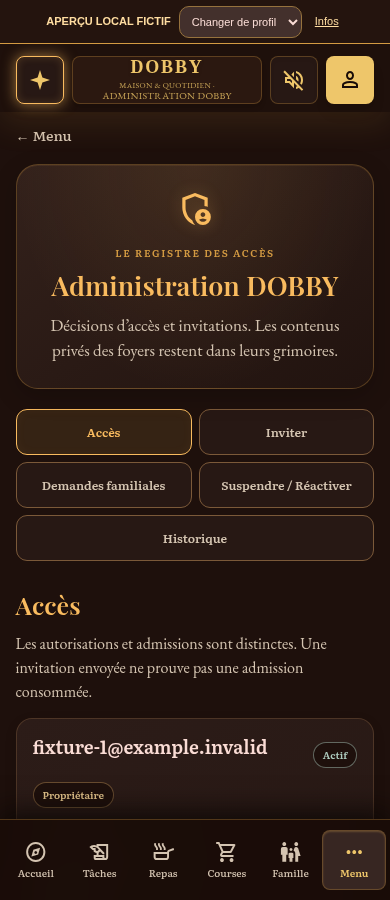 APERÇU LOCAL FICTIF
Changer de profil
Infos
DOBBY
MAISON & QUOTIDIEN ·
ADMINISTRATION DOBBY
← Menu
LE REGISTRE DES ACCÈS
Administration DOBBY
Décisions d’accès et invitations. Les contenus
privés des foyers restent dans leurs grimoires.
Accès
Inviter
Demandes familiales
Suspendre / Réactiver
Historique
Accès
Les autorisations et admissions sont distinctes. Une
invitation envoyée ne prouve pas une admission
consommée.
fixture-1@example.invalid
Actif
Propriétaire
Accueil
Tâches
Repas
Courses
Famille
Menu